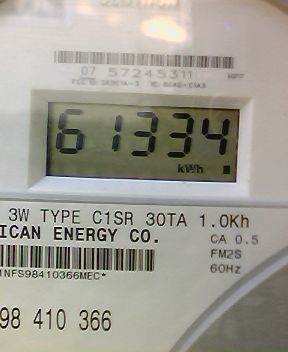 07 57245311
61334
kWh
3W TYPE C1SR 30TA 1.0Kh
ICAN ENERGY CO.
CA 0.5
1NFS98410366MEC*
FM2S
60Hz
98 410 366